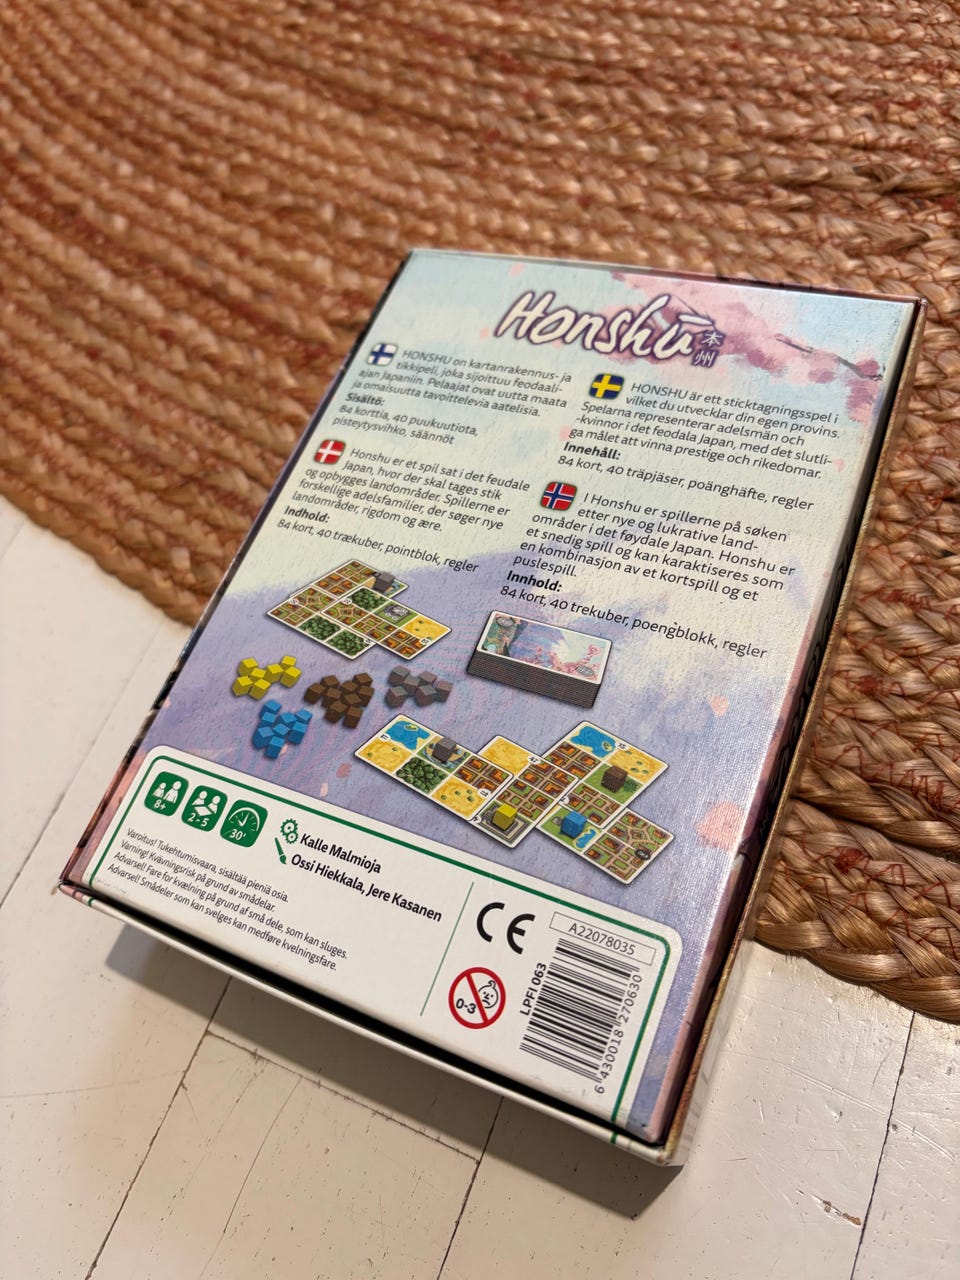 Honshū
本州
HONSHU on kartanrakennus- ja
tikkipeli, joka sijoittuu feodaali-
ajan Japaniin. Pelaajat ovat uutta maata
ja omaisuutta tavoittelevia aatelisia.
Sisältö:
84 korttia, 40 puukuutiota,
pisteytysvihko, säännöt
HONSHU är ett sticktagningsspel i
vilket du utvecklar din egen provins.
Spelarna representerar adelsmän och
-kvinnor i det feodala Japan, med det slutli-
ga målet att vinna prestige och rikedomar.
Innehåll:
84 kort, 40 träpjäser, poänghäfte, regler
Honshu er et spil sat i det feudale
Japan, hvor der skal tages stik
og opbygges landområder. Spillerne er
forskellige adelsfamilier, der søger nye
landområder, rigdom og ære.
Indhold:
84 kort, 40 trækuber, pointblok, regler
I Honshu er spillerne på søken
etter nye og lukrative land-
områder i det føydale Japan. Honshu er
et snedig spill og kan karaktiseres som
en kombinasjon av et kortspill og et
puslespill.
Innhold:
84 kort, 40 trekuber, poengblokk, regler
8+
2-5
30'
Kalle Malmioja
Ossi Hiekkala, Jere Kasanen
Varoitus! Tukehtumisvaara, sisältää pieniä osia.
Varning! Kvävningsrisk på grund av smådelar.
Advarsel! Fare for kvælning på grund af små dele, som kan sluges.
Advarsel! Smådeler som kan svelges kan medføre kvelningsfare.
CE
0-3
A22078035
LPFI 063
6 430018 270630